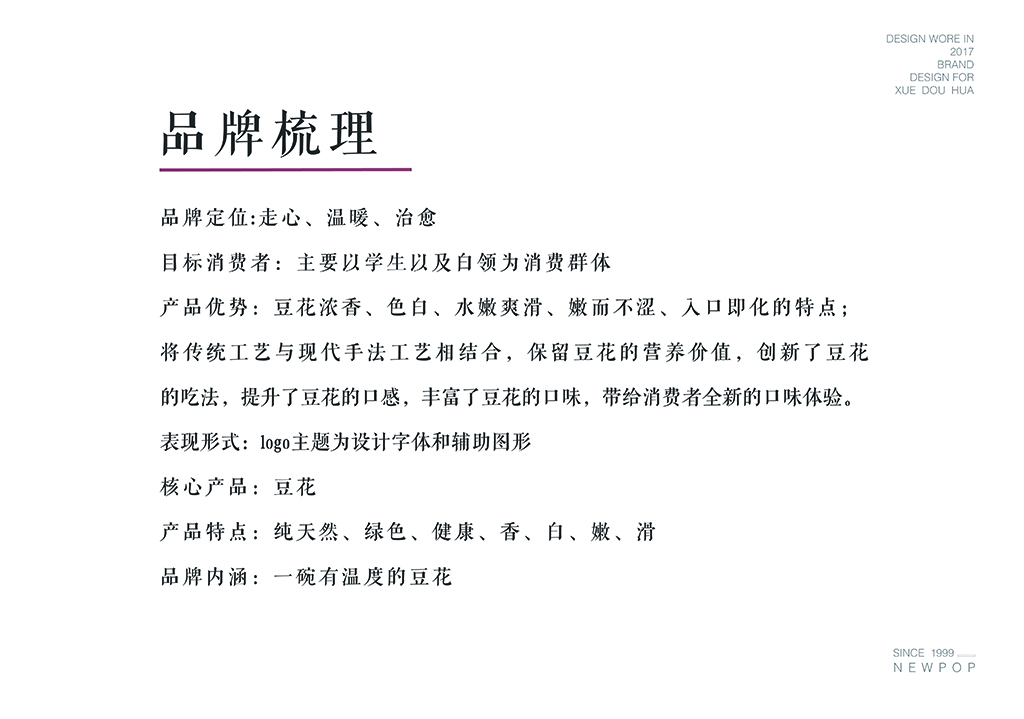 DESIGN WORE IN
2017
BRAND
DESIGN FOR
XUE DOU HUA
品牌梳理
品牌定位:走心、温暖、治愈
目标消费者：主要以学生以及白领为消费群体
产品优势：豆花浓香、色白、水嫩爽滑、嫩而不涩、入口即化的特点；
将传统工艺与现代手法工艺相结合，保留豆花的营养价值，创新了豆花
的吃法，提升了豆花的口感，丰富了豆花的口味，带给消费者全新的口味体验。
表现形式：logo主题为设计字体和辅助图形
核心产品：豆花
产品特点：纯天然、绿色、健康、香、白、嫩、滑
品牌内涵：一碗有温度的豆花
SINCE 1999
NEWPOP